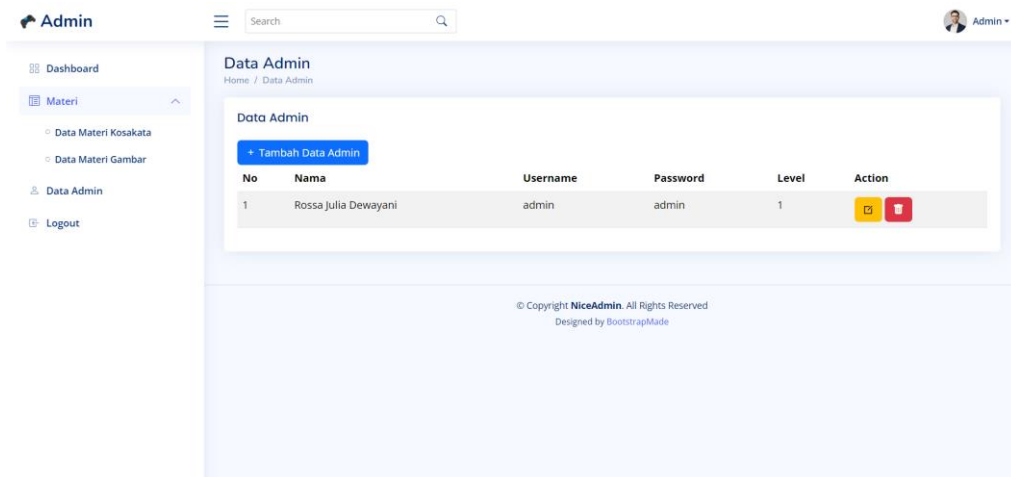 Admin
Search
Admin
Dashboard
Materi
Data Materi Kosakata
Data Materi Gambar
Data Admin
Logout
Data Admin
Home / Data Admin
Data Admin
+ Tambah Data Admin
No Nama Username Password Level Action
1 Rossa Julia Dewayani admin admin 1
© Copyright NiceAdmin. All Rights Reserved
Designed by BootstrapMade